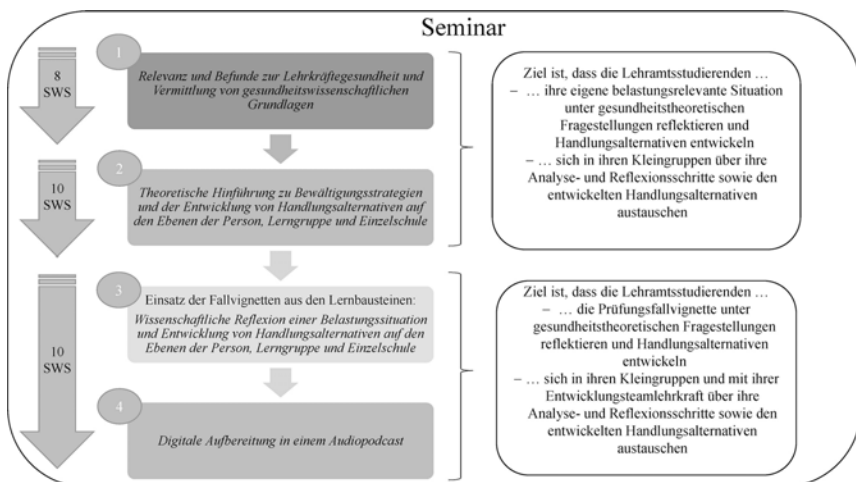 Seminar
8
SWS
1
Relevanz und Befunde zur Lehrkräftegesundheit und
Vermittlung von gesundheitswissenschaftlichen
Grundlagen
10
SWS
2
Theoretische Hinführung zu Bewältigungsstrategien
und der Entwicklung von Handlungsalternativen auf
den Ebenen der Person, Lerngruppe und Einzelschule
Ziel ist, dass die Lehramtsstudierenden …
– … ihre eigene belastungsrelevante Situation
unter gesundheitstheoretischen
Fragestellungen reflektieren und
Handlungsalternativen entwickeln
– … sich in ihren Kleingruppen über ihre
Analyse- und Reflexionsschritte sowie den
entwickelten Handlungsalternativen
austauschen
10
SWS
3
Einsatz der Fallvignetten aus den Lernbausteinen:
Wissenschaftliche Reflexion einer Belastungssituation
und Entwicklung von Handlungsalternativen auf den
Ebenen der Person, Lerngruppe und Einzelschule
4
Digitale Aufbereitung in einem Audiopodcast
Ziel ist, dass die Lehramtsstudierenden …
– … die Prüfungsfallvignette unter
gesundheitstheoretischen Fragestellungen
reflektieren und Handlungsalternativen
entwickeln
– … sich in ihren Kleingruppen und mit ihrer
Entwicklungsteamlehrkraft über ihre
Analyse- und Reflexionsschritte sowie den
entwickelten Handlungsalternativen
austauschen